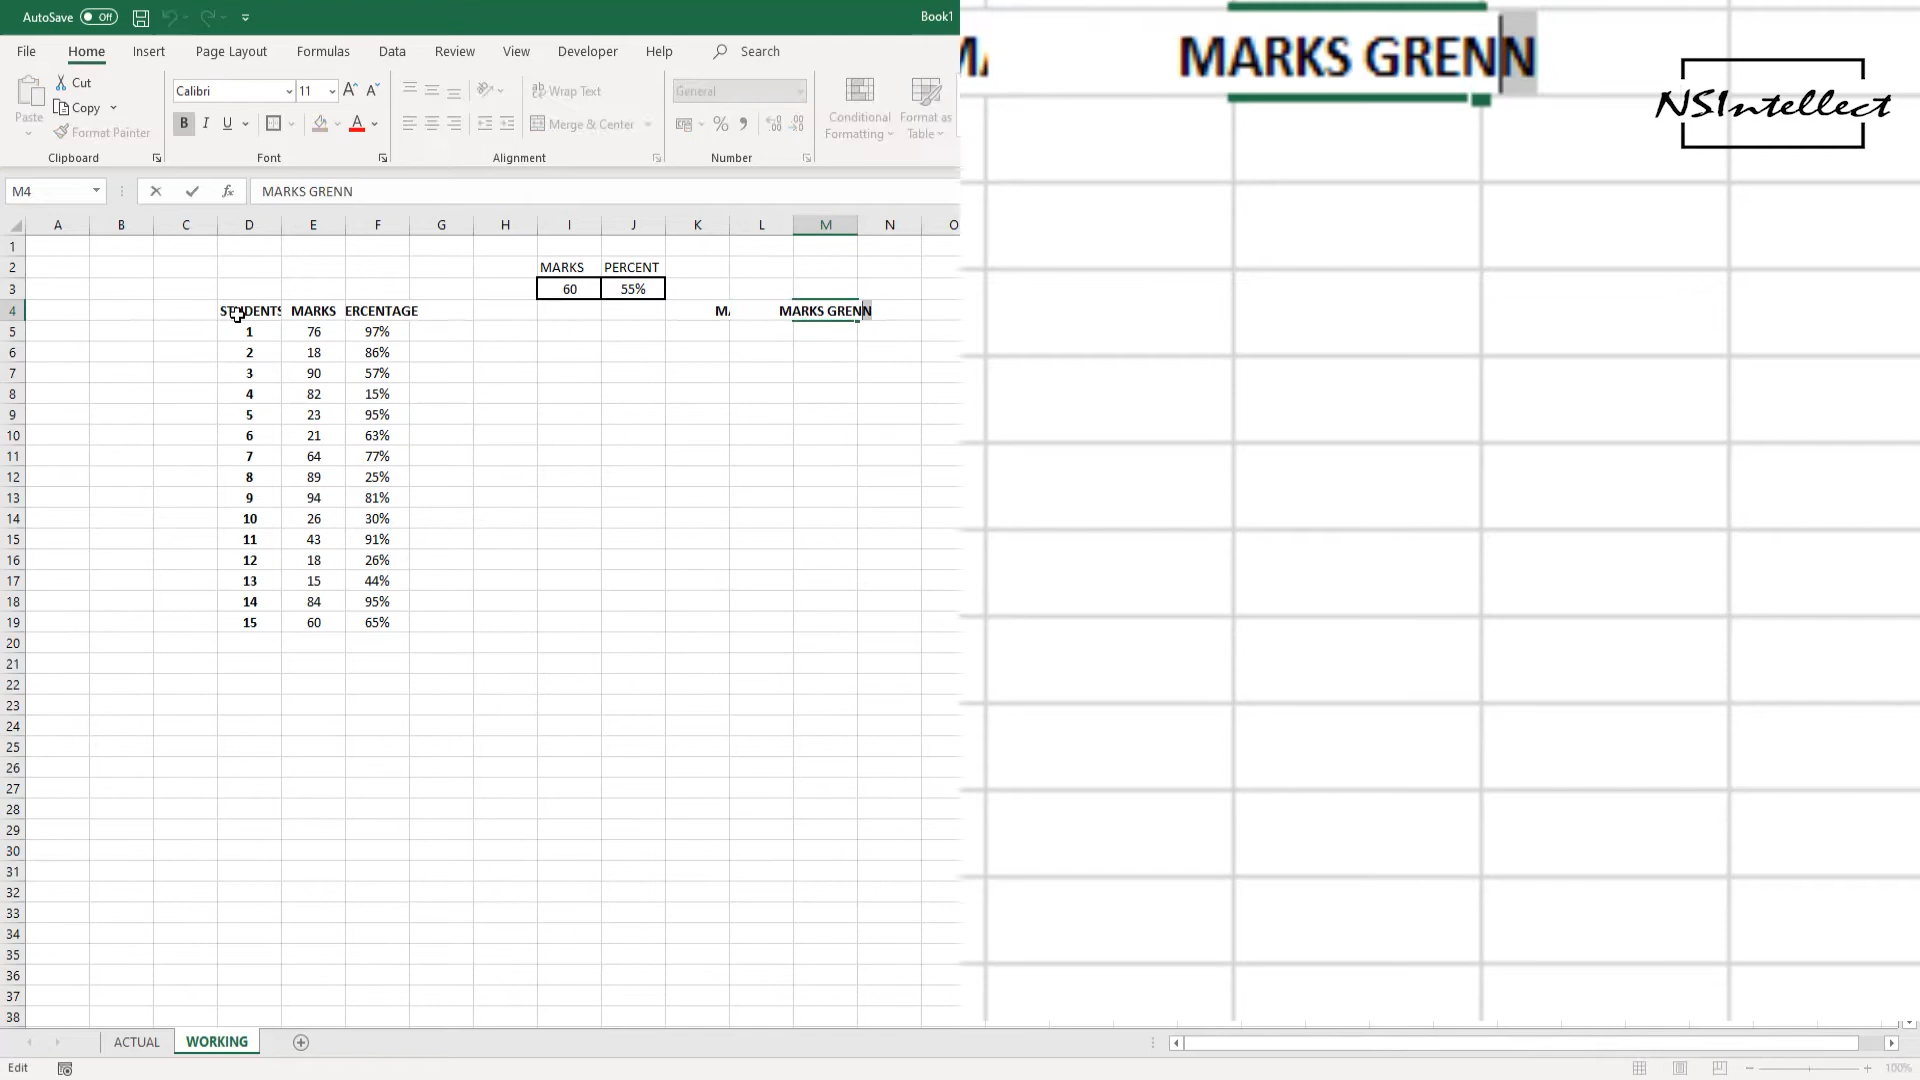 AutoSave Off Book1
File Home Insert Page Layout Formulas Data Review View Developer Help Search
Paste Cut Copy Format Painter Clipboard
Calibri 11 B I U A Font
Wrap Text Merge & Center Alignment
General % Number
Conditional Formatting Format as Table
M4 fx MARKS GRENN
A B C D E F G H I J K L M N O
1
2 MARKS PERCENT
3 60 55%
4 STUDENTS MARKS ERCENTAGE MARKS GRENN
5 1 76 97%
6 2 18 86%
7 3 90 57%
8 4 82 15%
9 5 23 95%
10 6 21 63%
11 7 64 77%
12 8 89 25%
13 9 94 81%
14 10 26 30%
15 11 43 91%
16 12 18 26%
17 13 15 44%
18 14 84 95%
19 15 60 65%
20
21
22
23
24
25
26
27
28
29
30
31
32
33
34
35
36
37
38
ACTUAL WORKING
Edit
100%
MARKS GRENN
NSIntellect